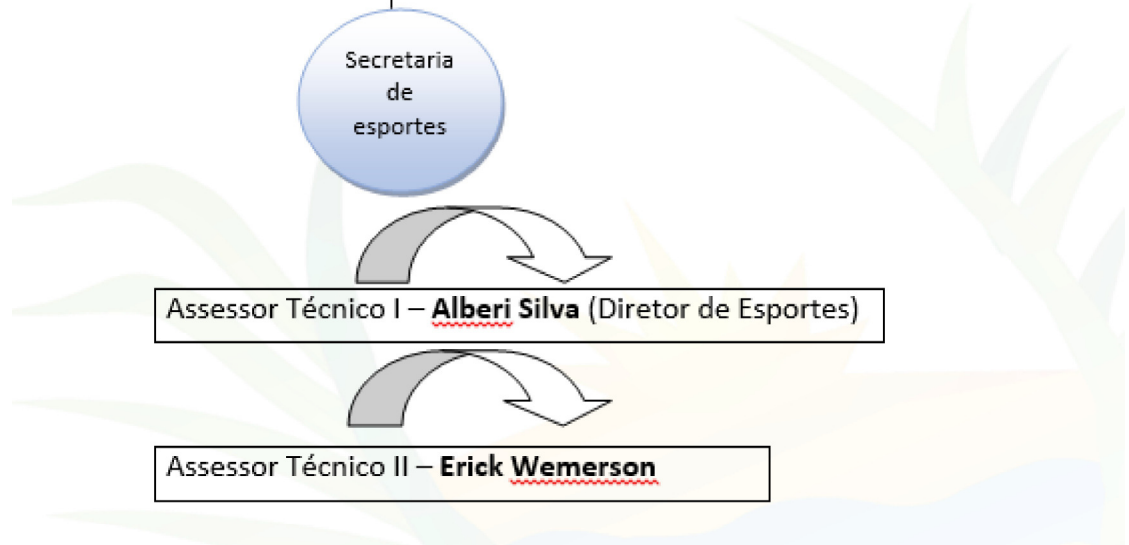 Secretaria
de
esportes
Assessor Técnico I – Alberi Silva (Diretor de Esportes)
Assessor Técnico II – Erick Wemerson